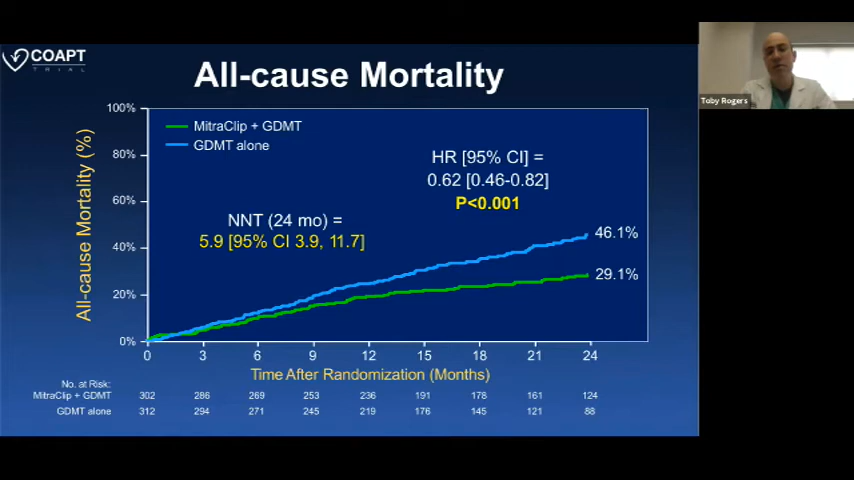 COAPT
TRIAL
All-cause Mortality
Toby Rogers
100%
80%
60%
40%
20%
0%
All-cause Mortality (%)
MitraClip + GDMT
GDMT alone
HR [95% CI] =
0.62 [0.46-0.82]
P<0.001
NNT (24 mo) =
5.9 [95% CI 3.9, 11.7]
46.1%
29.1%
0 3 6 9 12 15 18 21 24
Time After Randomization (Months)
No. at Risk:
MitraClip + GDMT 302 286 269 253 236 191 178 161 124
GDMT alone 312 294 271 245 219 176 145 121 88